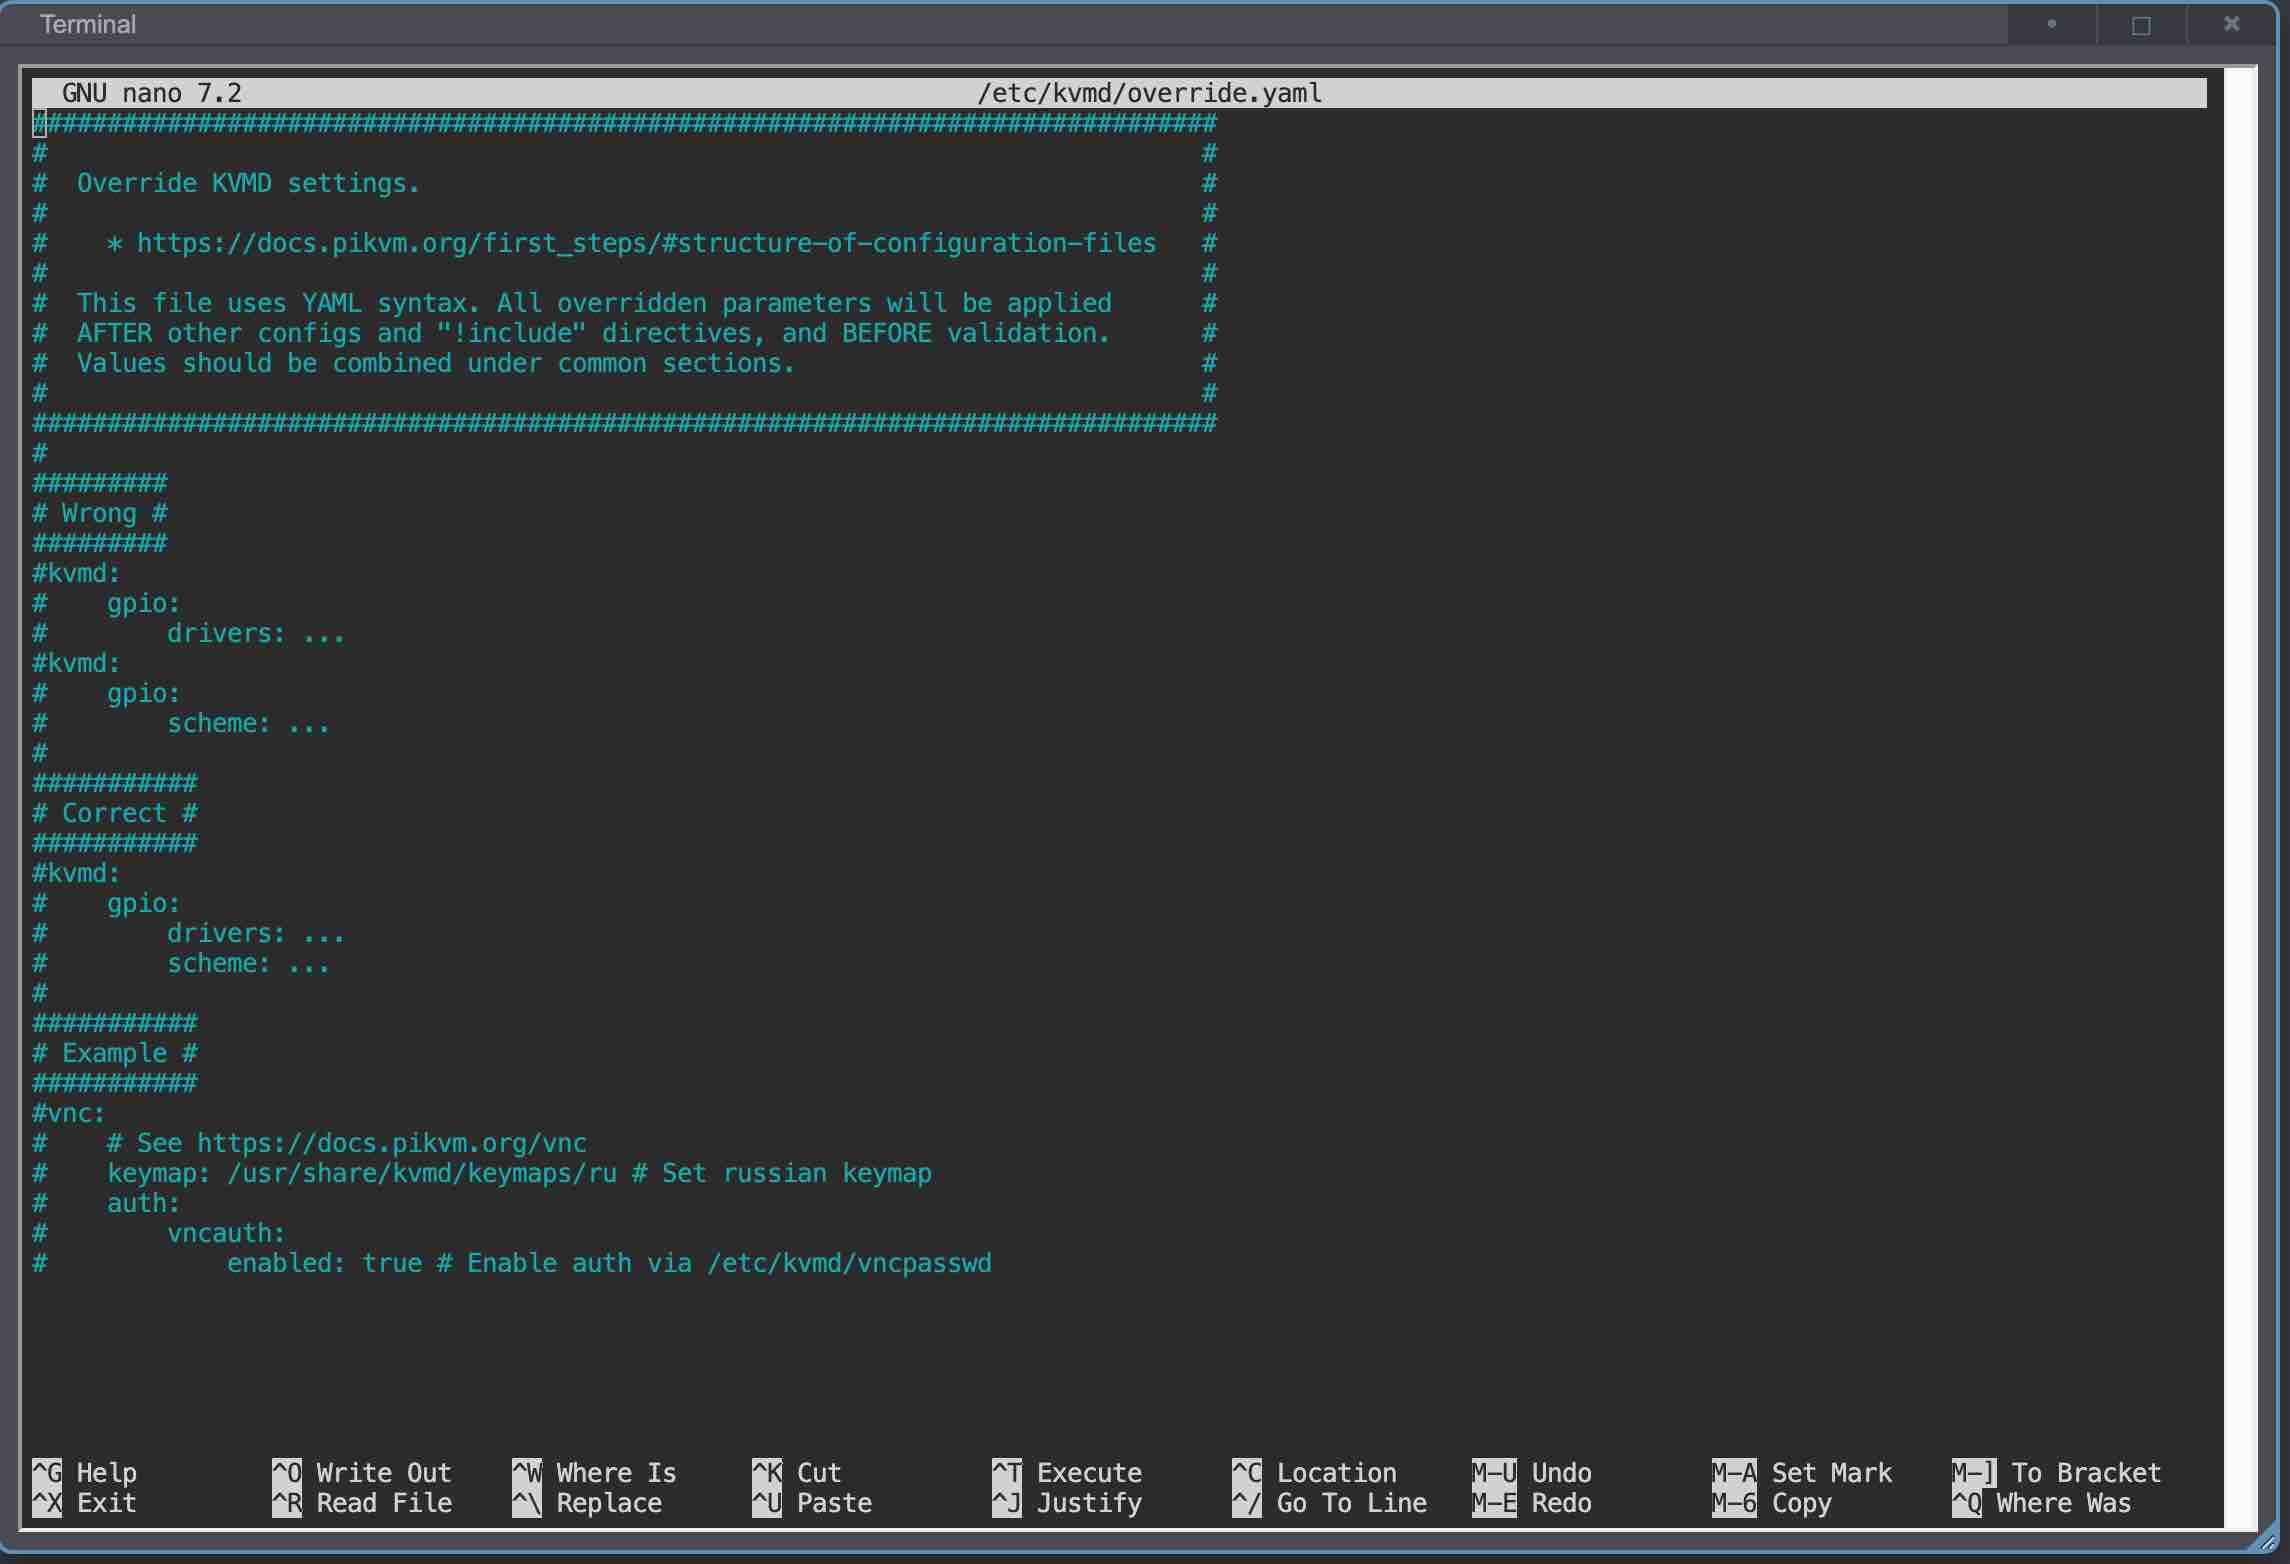 Terminal
GNU nano 7.2 /etc/kvmd/override.yaml
###############################################################################
# #
# Override KVMD settings. #
# #
# * https://docs.pikvm.org/first_steps/#structure-of-configuration-files #
# #
# This file uses YAML syntax. All overridden parameters will be applied #
# AFTER other configs and "!include" directives, and BEFORE validation. #
# Values should be combined under common sections. #
# #
###############################################################################
#
#########
# Wrong #
#########
#kvmd:
#    gpio:
#        drivers: ...
#kvmd:
#    gpio:
#        scheme: ...
#
###########
# Correct #
###########
#kvmd:
#    gpio:
#        drivers: ...
#        scheme: ...
#
###########
# Example #
###########
#vnc:
#    # See https://docs.pikvm.org/vnc
#    keymap: /usr/share/kvmd/keymaps/ru # Set russian keymap
#    auth:
#        vncauth:
#            enabled: true # Enable auth via /etc/kvmd/vncpasswd
^G Help ^O Write Out ^W Where Is ^K Cut ^T Execute ^C Location M-U Undo M-A Set Mark M-] To Bracket
^X Exit ^R Read File ^\ Replace ^U Paste ^J Justify ^/ Go To Line M-E Redo M-6 Copy ^Q Where Was